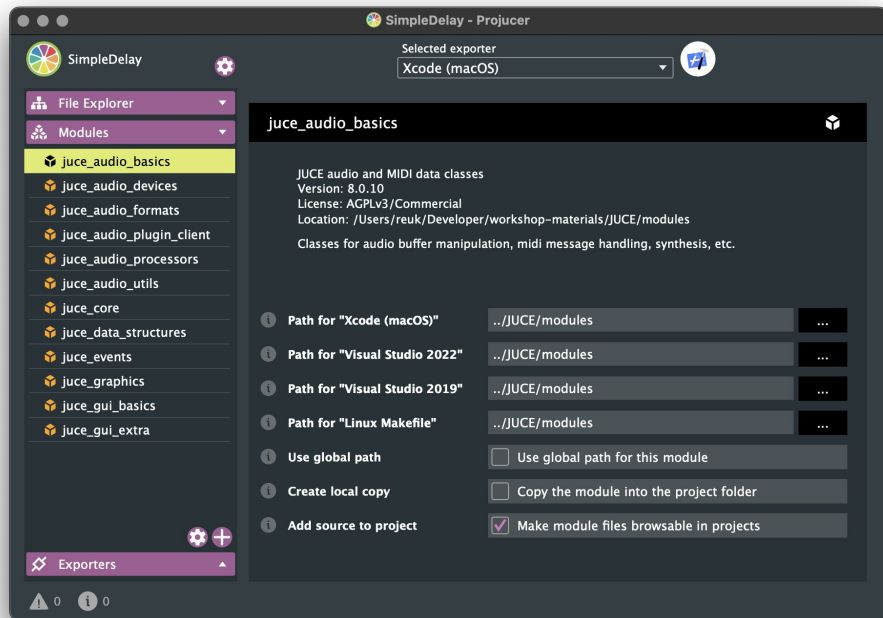 SimpleDelay - Projucer
SimpleDelay
Selected exporter
Xcode (macOS)
File Explorer
Modules
juce_audio_basics
juce_audio_devices
juce_audio_formats
juce_audio_plugin_client
juce_audio_processors
juce_audio_utils
juce_core
juce_data_structures
juce_events
juce_graphics
juce_gui_basics
juce_gui_extra
Exporters
0
0
juce_audio_basics
JUCE audio and MIDI data classes
Version: 8.0.10
License: AGPLv3/Commercial
Location: /Users/reuk/Developer/workshop-materials/JUCE/modules
Classes for audio buffer manipulation, midi message handling, synthesis, etc.
Path for "Xcode (macOS)" ../JUCE/modules ...
Path for "Visual Studio 2022" ../JUCE/modules ...
Path for "Visual Studio 2019" ../JUCE/modules ...
Path for "Linux Makefile" ../JUCE/modules ...
Use global path Use global path for this module
Create local copy Copy the module into the project folder
Add source to project Make module files browsable in projects